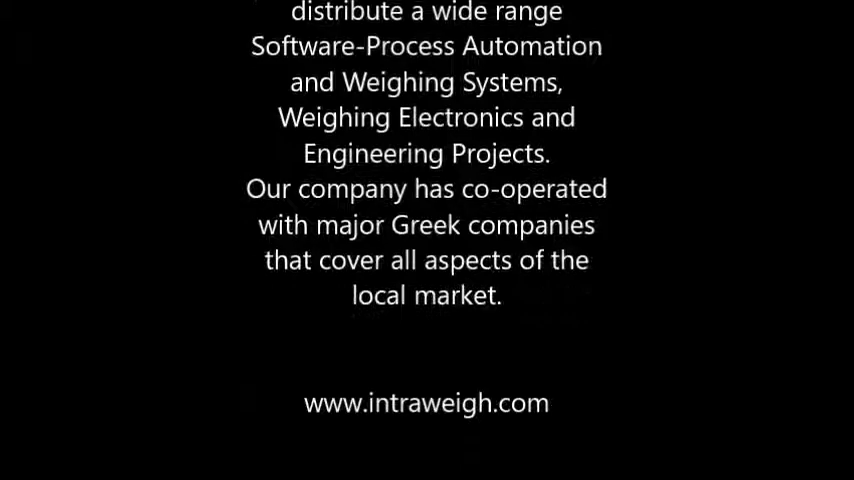 distribute a wide range
Software-Process Automation
and Weighing Systems,
Weighing Electronics and
Engineering Projects.
Our company has co-operated
with major Greek companies
that cover all aspects of the
local market.
www.intraweigh.com